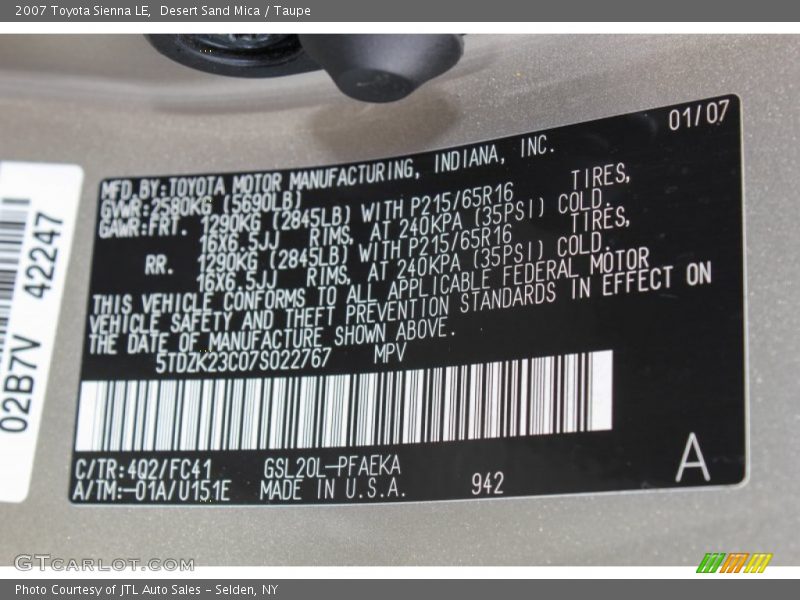 2007 Toyota Sienna LE, Desert Sand Mica / Taupe
01/07
MFD.BY:TOYOTA MOTOR MANUFACTURING, INDIANA, INC.
GVWR:2580KG (5690LB)
GAWR:FRT. 1290KG (2845LB) WITH P215/65R16 TIRES,
16X6.5JJ RIMS, AT 240KPA (35PSI) COLD.
RR. 1290KG (2845LB) WITH P215/65R16 TIRES,
16X6.5JJ RIMS, AT 240KPA (35PSI) COLD.
THIS VEHICLE CONFORMS TO ALL APPLICABLE FEDERAL MOTOR
VEHICLE SAFETY AND THEFT PREVENTION STANDARDS IN EFFECT ON
THE DATE OF MANUFACTURE SHOWN ABOVE.
5TDZK23C07S022767 MPV
C/TR:4Q2/FC41 GSL20L-PFAEKA
A/TM:-01A/U151E MADE IN U.S.A. 942
A
02B7V 42247
GTCarLot.com
Photo Courtesy of JTL Auto Sales - Selden, NY